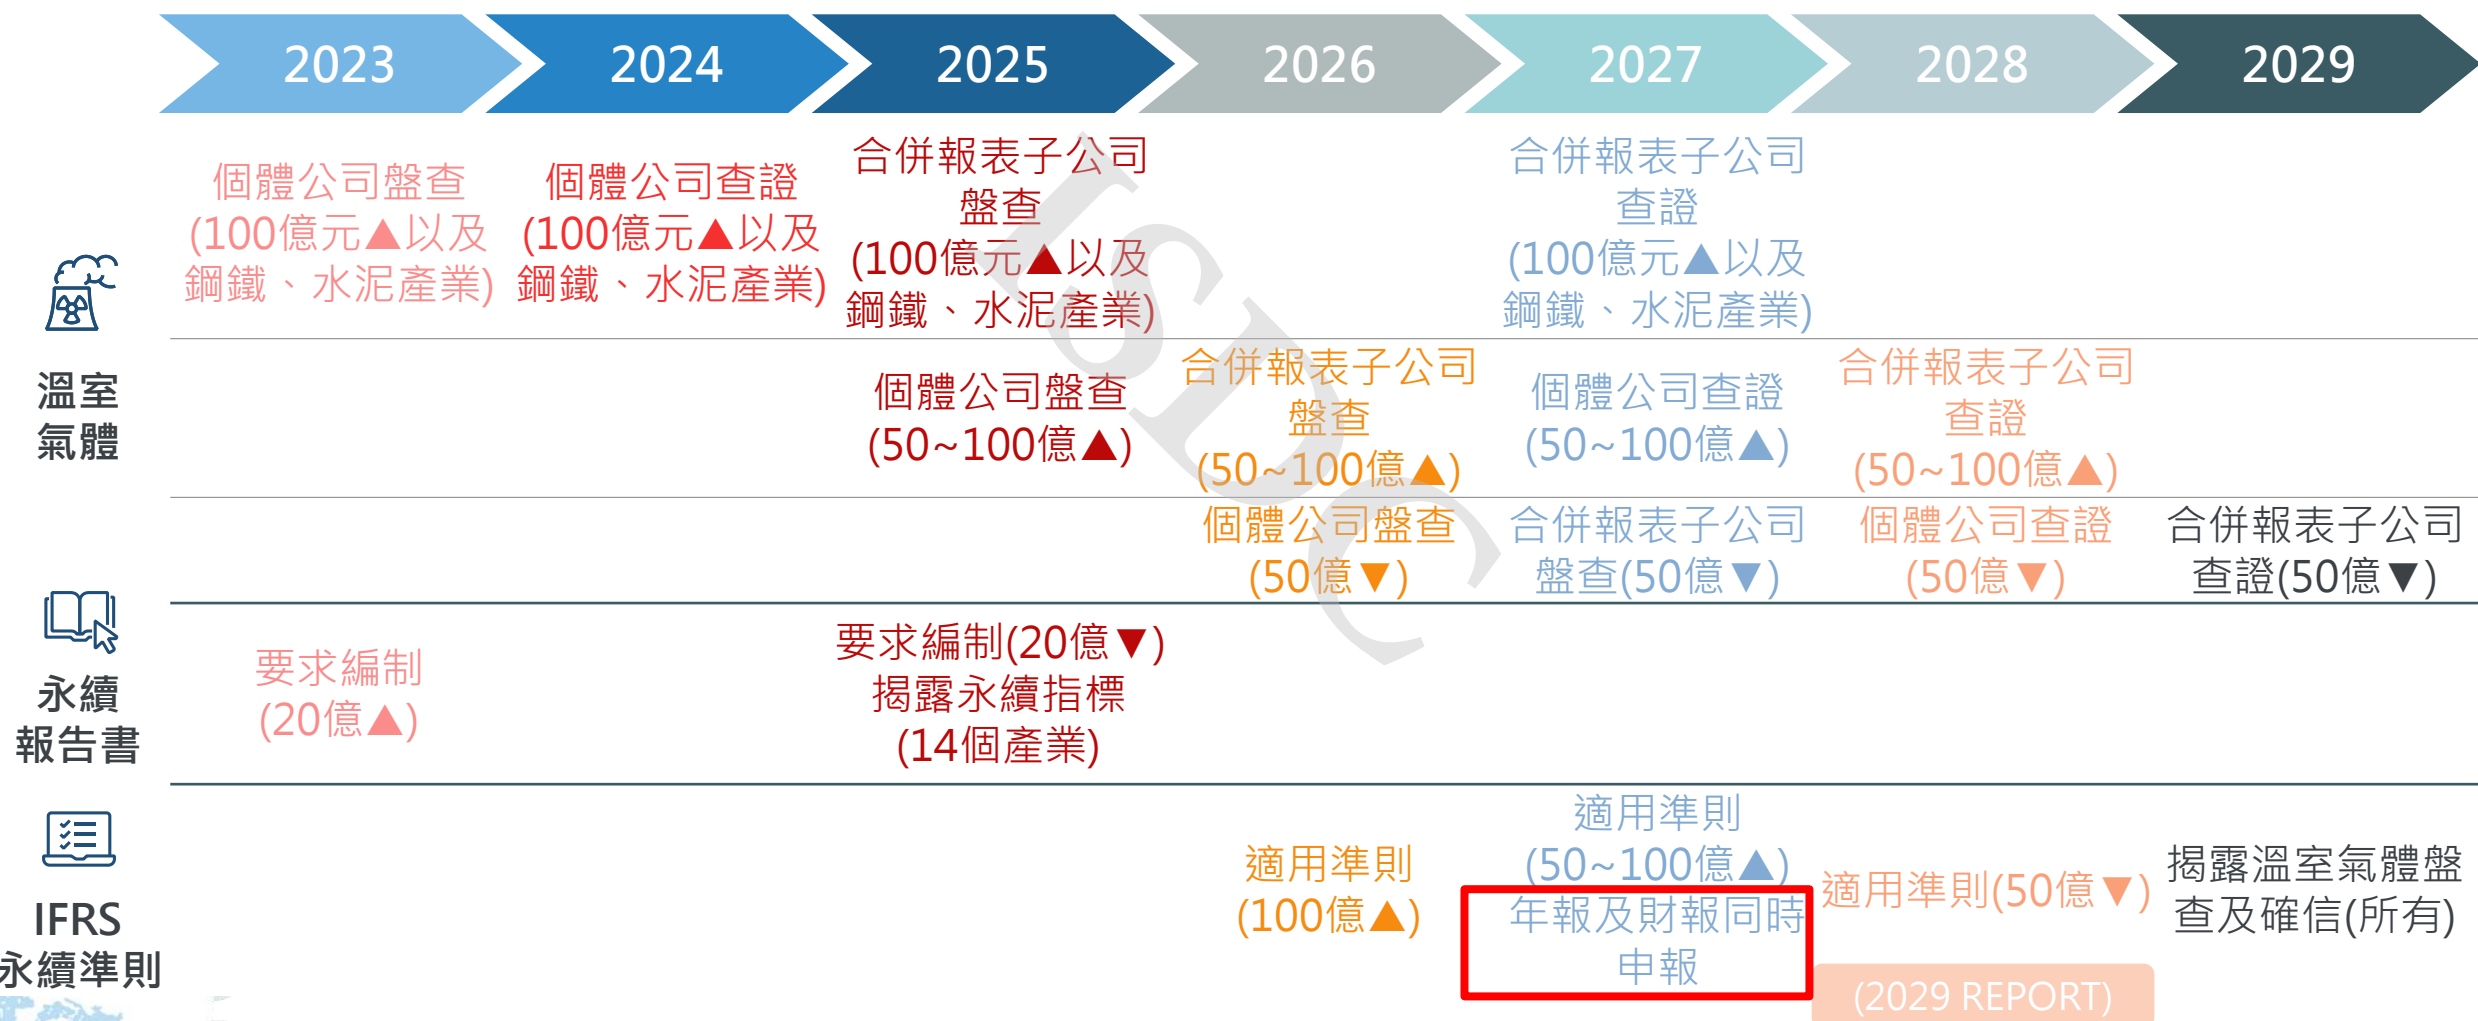 2023
2024
2025
2026
2027
2028
2029
溫室
氣體
個體公司盤查
(100億元▲以及
鋼鐵、水泥產業)
個體公司查證
(100億元▲以及
鋼鐵、水泥產業)
合併報表子公司
盤查
(100億元▲以及
鋼鐵、水泥產業)
合併報表子公司
查證
(100億元▲以及
鋼鐵、水泥產業)
個體公司盤查
(50~100億▲)
合併報表子公司
盤查
(50~100億▲)
個體公司查證
(50~100億▲)
合併報表子公司
查證
(50~100億▲)
個體公司盤查
(50億▼)
合併報表子公司
盤查(50億▼)
個體公司查證
(50億▼)
合併報表子公司
查證(50億▼)
永續
報告書
要求編制
(20億▲)
要求編制(20億▼)
揭露永續指標
(14個產業)
IFRS
永續準則
適用準則
(100億▲)
適用準則
(50~100億▲)
年報及財報同時
申報
適用準則(50億▼)
(2029 REPORT)
揭露溫室氣體盤
查及確信(所有)
ISDC